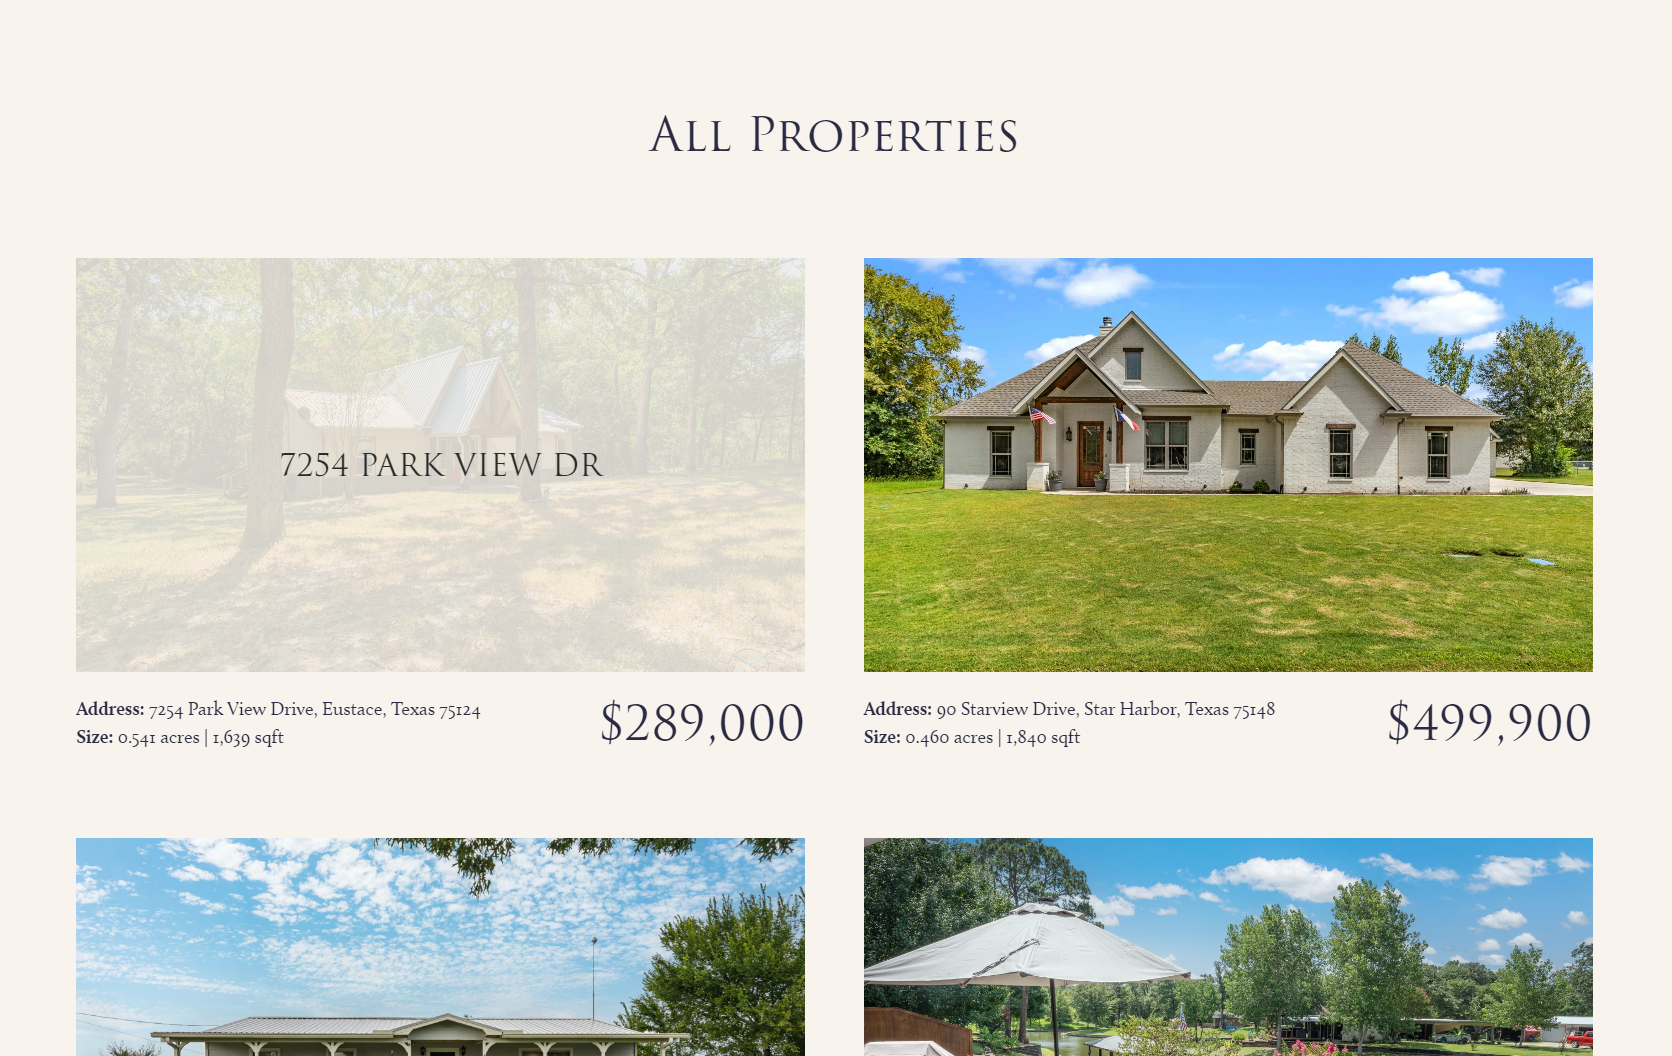 All Properties
7254 PARK VIEW DR
Address: 7254 Park View Drive, Eustace, Texas 75124
Size: 0.541 acres | 1,639 sqft
$289,000
Address: 90 Starview Drive, Star Harbor, Texas 75148
Size: 0.460 acres | 1,840 sqft
$499,900